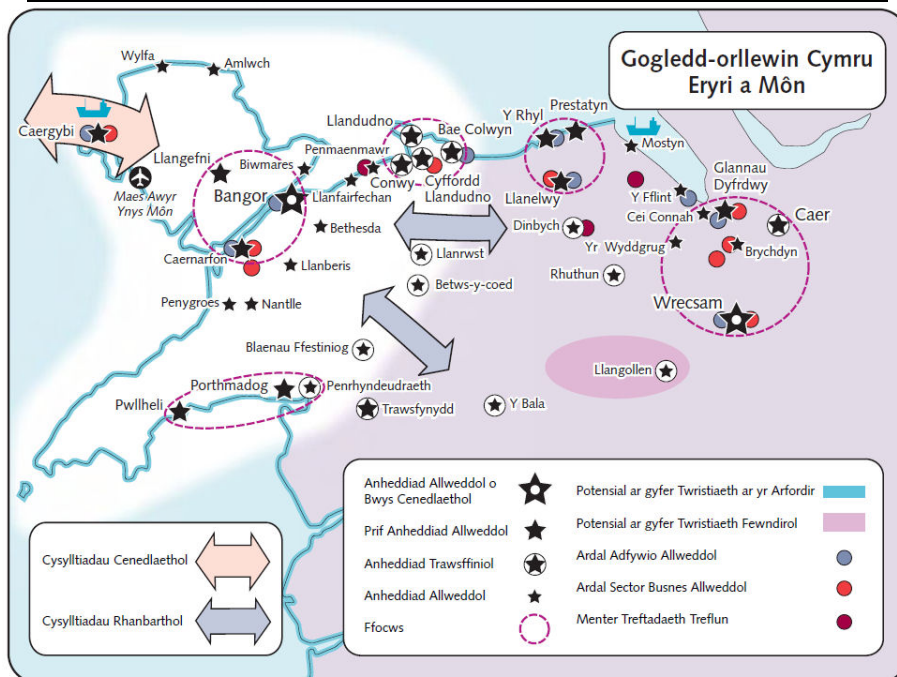 Gogledd-orllewin Cymru
Eryri a Môn
Wylfa
Amlwch
Caergybi
Llangefni
Biwmares
Maes Awyr
Ynys Môn
Bangor
Penmaenmawr
Llanfairfechan
Llandudno
Bae Colwyn
Conwy
Cyffordd
Llandudno
Y Rhyl
Prestatyn
Mostyn
Llanelwy
Y Fflint
Glannau
Dyfrdwy
Cei Connah
Caer
Bethesda
Dinbych
Yr Wyddgrug
Brychdyn
Caernarfon
Llanberis
Llanrwst
Rhuthun
Betws-y-coed
Penygroes
Nantlle
Wrecsam
Blaenau Ffestiniog
Llangollen
Porthmadog
Penrhyndeudraeth
Pwllheli
Trawsfynydd
Y Bala
Cysylltiadau Cenedlaethol
Cysylltiadau Rhanbarthol
Anheddiad Allweddol o
Bwys Cenedlaethol
Prif Anheddiad Allweddol
Anheddiad Trawsffiniol
Anheddiad Allweddol
Ffocws
Potensial ar gyfer Twristiaeth ar yr Arfordir
Potensial ar gyfer Twristiaeth Fewndirol
Ardal Adfywio Allweddol
Ardal Sector Busnes Allweddol
Menter Treftadaeth Treflun